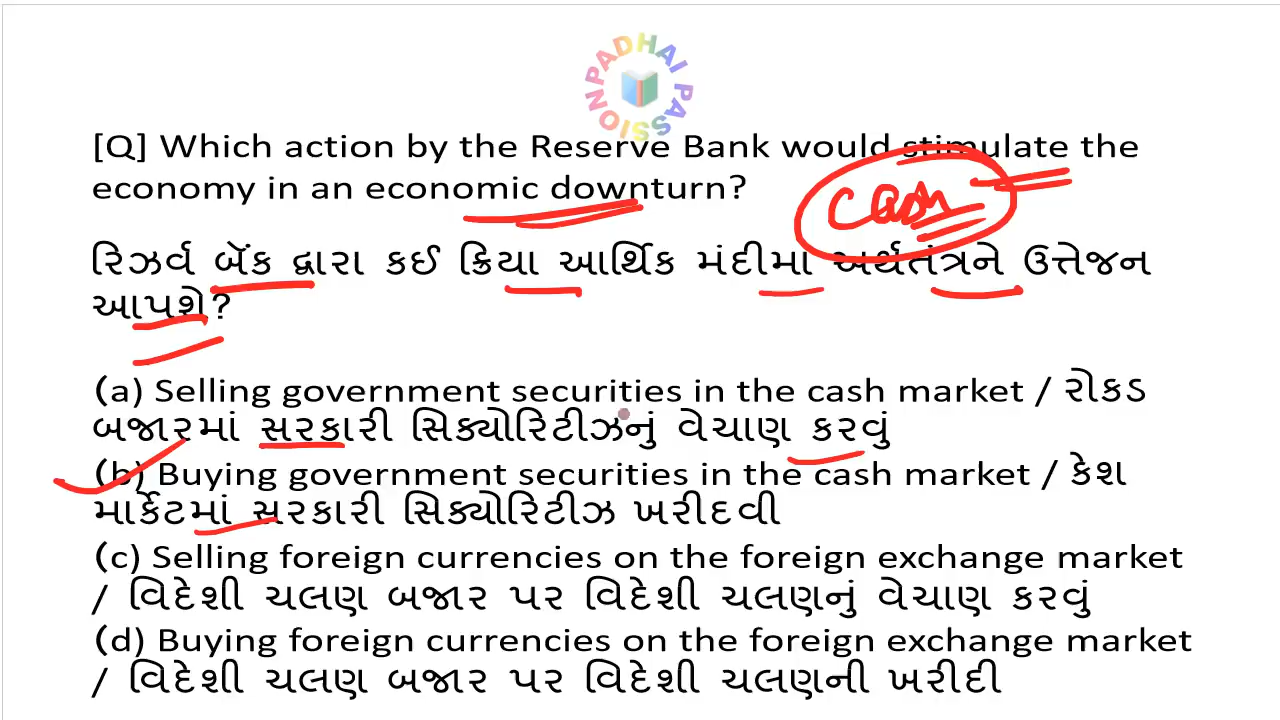 PADHAI PASSION
[Q] Which action by the Reserve Bank would stimulate the
economy in an economic downturn?
cash
રિઝર્વ બૅંક દ્વારા કઈ ક્રિયા આર્થિક મંદીમા અર્થતંત્રને ઉત્તેજન
આપશે?
(a) Selling government securities in the cash market / રોકડ
બજારમાં સરકારી સિક્યોરિટીઝનું વેચાણ કરવું
(b) Buying government securities in the cash market / કેશ
માર્કેટમાં સરકારી સિક્યોરિટીઝ ખરીદવી
(c) Selling foreign currencies on the foreign exchange market
/ વિદેશી ચલણ બજાર પર વિદેશી ચલણનું વેચાણ કરવું
(d) Buying foreign currencies on the foreign exchange market
/ વિદેશી ચલણ બજાર પર વિદેશી ચલણની ખરીદી